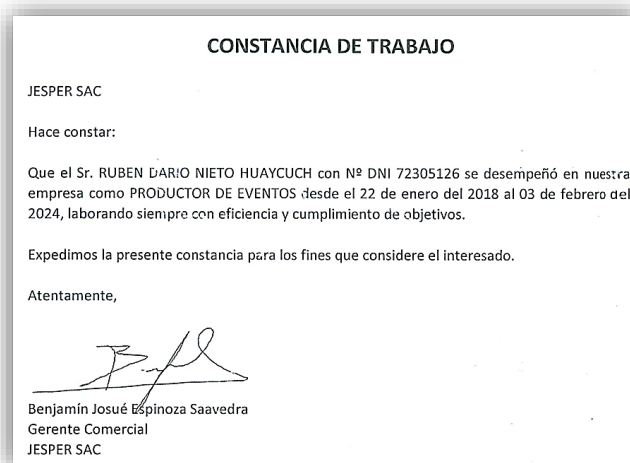 CONSTANCIA DE TRABAJO
JESPER SAC
Hace constar:
Que el Sr. RUBEN DARIO NIETO HUAYCUCH con Nº DNI 72305126 se desempeñó en nuestra
empresa como PRODUCTOR DE EVENTOS desde el 22 de enero del 2018 al 03 de febrero del
2024, laborando siempre con eficiencia y cumplimiento de objetivos.
Expedimos la presente constancia para los fines que considere el interesado.
Atentamente,
Benjamín Josué Espinoza Saavedra
Gerente Comercial
JESPER SAC